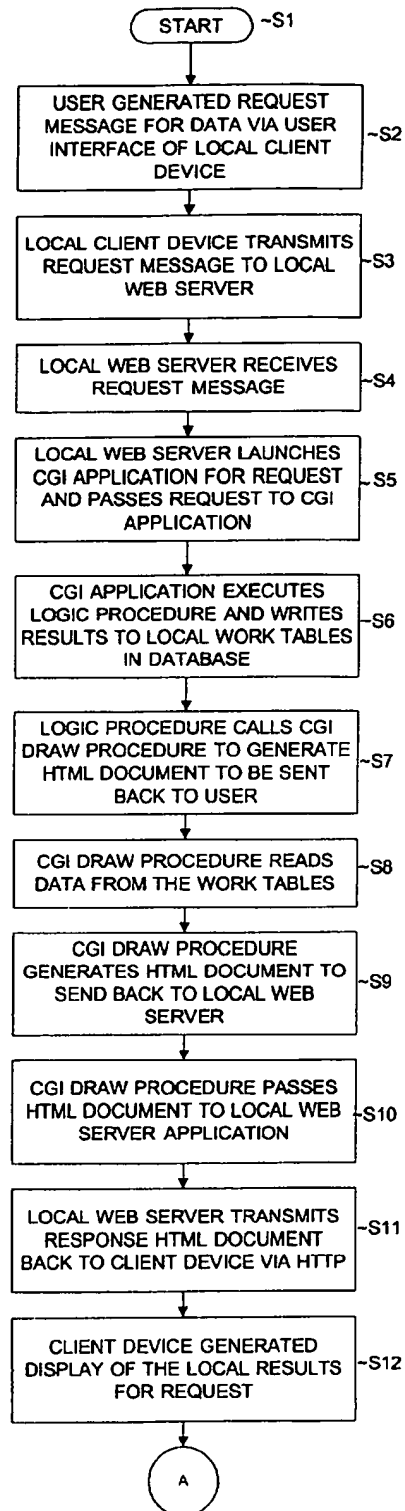 START ~S1
USER GENERATED REQUEST
MESSAGE FOR DATA VIA USER
INTERFACE OF LOCAL CLIENT
DEVICE
~S2
LOCAL CLIENT DEVICE TRANSMITS
REQUEST MESSAGE TO LOCAL
WEB SERVER
~S3
LOCAL WEB SERVER RECEIVES
REQUEST MESSAGE
~S4
LOCAL WEB SERVER LAUNCHES
CGI APPLICATION FOR REQUEST
AND PASSES REQUEST TO CGI
APPLICATION
~S5
CGI APPLICATION EXECUTES
LOGIC PROCEDURE AND WRITES
RESULTS TO LOCAL WORK TABLES
IN DATABASE
~S6
LOGIC PROCEDURE CALLS CGI
DRAW PROCEDURE TO GENERATE
HTML DOCUMENT TO BE SENT
BACK TO USER
~S7
CGI DRAW PROCEDURE READS
DATA FROM THE WORK TABLES
~S8
CGI DRAW PROCEDURE
GENERATES HTML DOCUMENT TO
SEND BACK TO LOCAL WEB
SERVER
~S9
CGI DRAW PROCEDURE PASSES
HTML DOCUMENT TO LOCAL WEB
SERVER APPLICATION
~S10
LOCAL WEB SERVER TRANSMITS
RESPONSE HTML DOCUMENT
BACK TO CLIENT DEVICE VIA HTTP
~S11
CLIENT DEVICE GENERATED
DISPLAY OF THE LOCAL RESULTS
FOR REQUEST
~S12
A